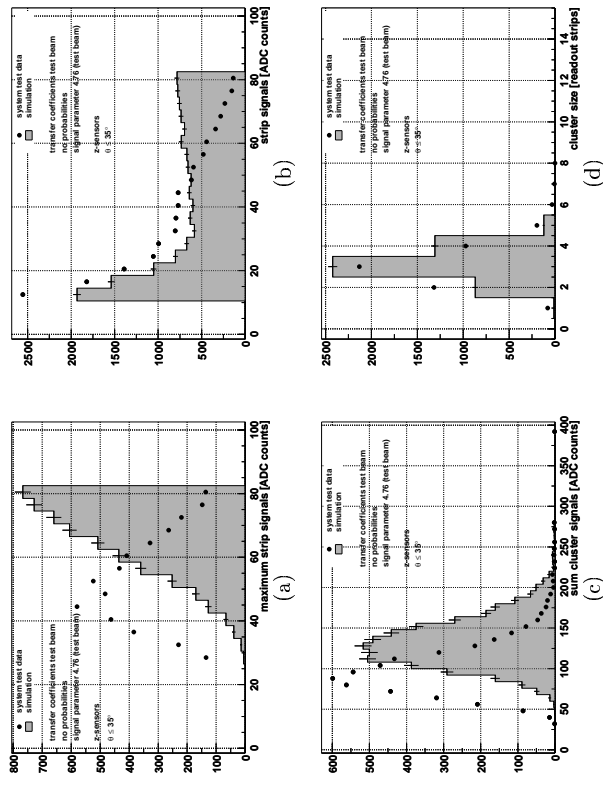 800
700
600
500
400
300
200
100
0
0
20
40
60
80
100
maximum strip signals [ADC counts]
system test data
simulation
transfer coefficients test beam
no probabilities
signal parameter 4.76 (test beam)
z-sensors
θ ≤ 35°
(a)
2500
2000
1500
1000
500
0
0
20
40
60
80
100
strip signals [ADC counts]
system test data
simulation
transfer coefficients test beam
no probabilities
signal parameter 4.76 (test beam)
z-sensors
θ ≤ 35°
(b)
600
500
400
300
200
100
0
0
50
100
150
200
250
300
350
400
sum cluster signals [ADC counts]
system test data
simulation
transfer coefficients test beam
no probabilities
signal parameter 4.76 (test beam)
z-sensors
θ ≤ 35°
(c)
2500
2000
1500
1000
500
0
0
2
4
6
8
10
12
14
cluster size [readout strips]
system test data
simulation
transfer coefficients test beam
no probabilities
signal parameter 4.76 (test beam)
z-sensors
θ ≤ 35°
(d)